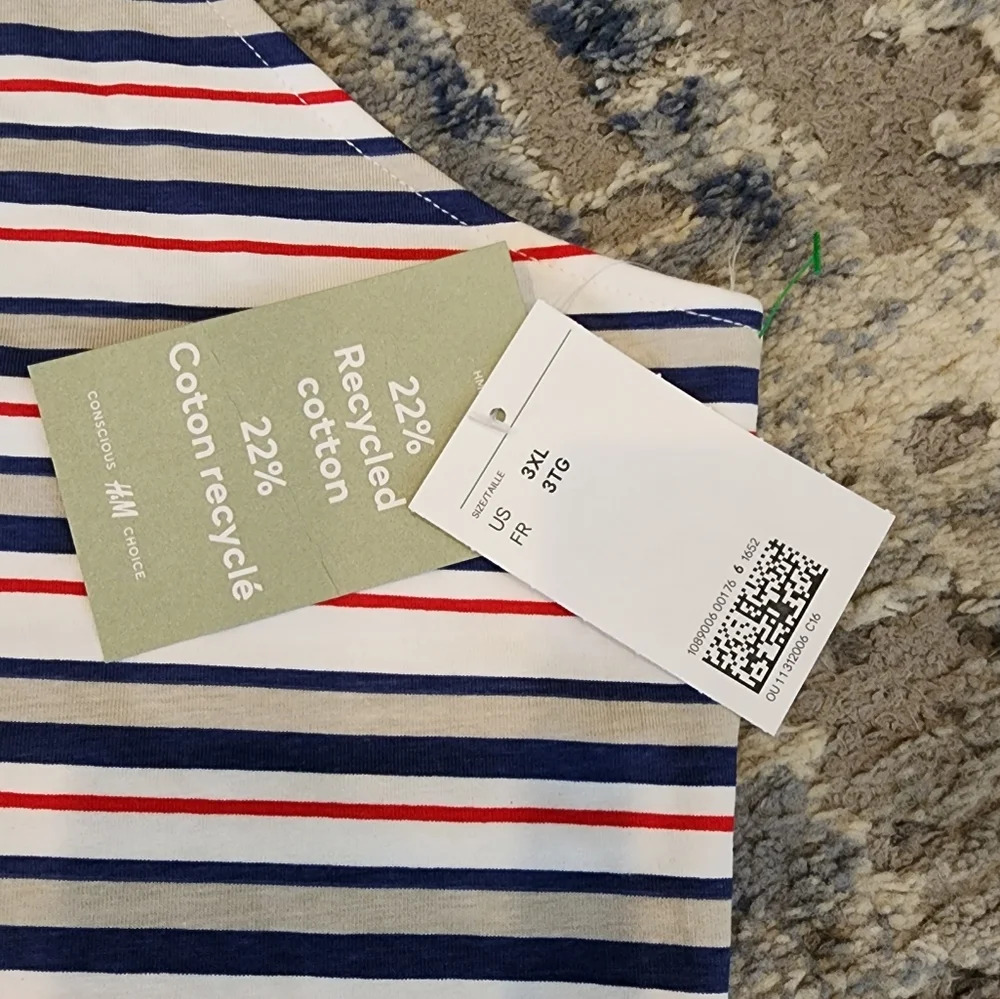 22%
Recycled
cotton
22%
Coton recyclé
CONSCIOUS H&M CHOICE
SIZE/TAILLE
US 3XL
FR 3TG
1089006 00176 6 1652
OU 11312006 C16